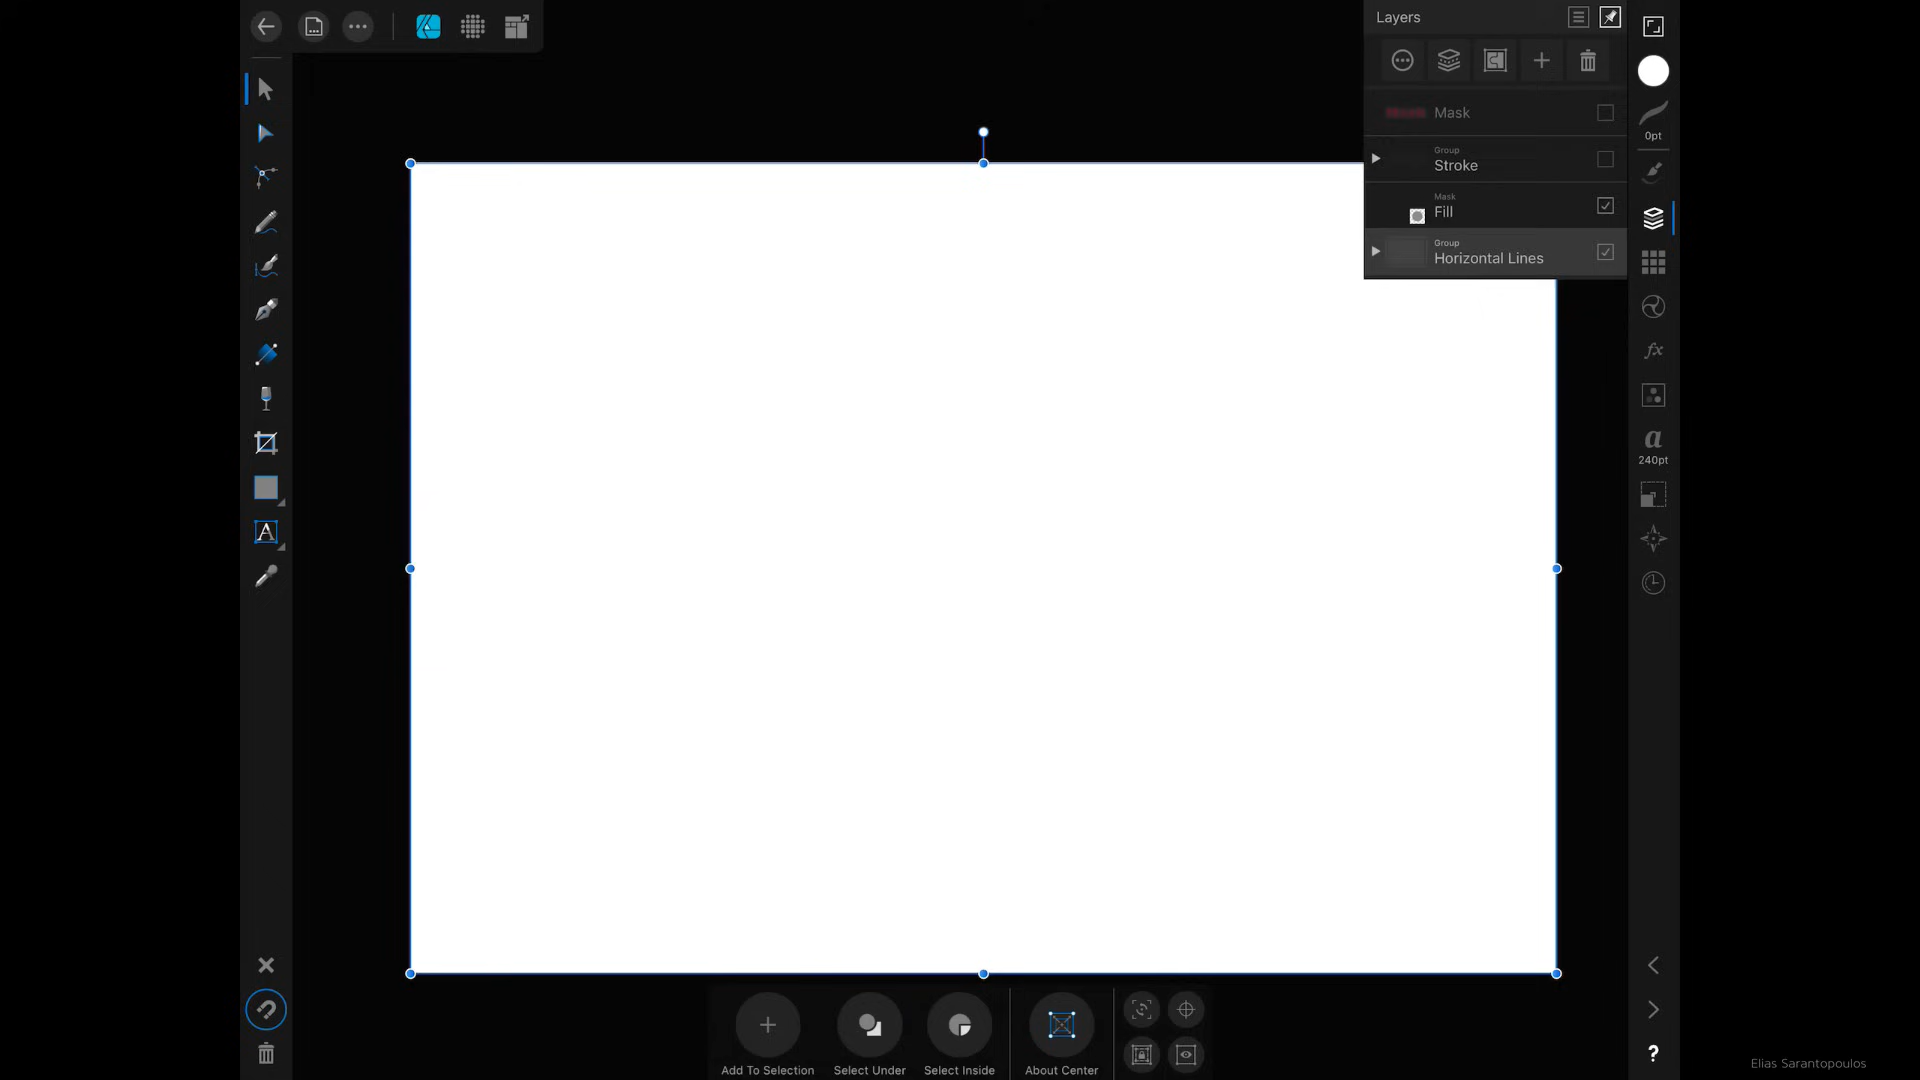 Layers
Mask
0pt
Group
Stroke
Mask
Fill
Group
Horizontal Lines
fx
a
240pt
A
Add To Selection
Select Under
Select Inside
About Center
?
Elias Sarantopoulos